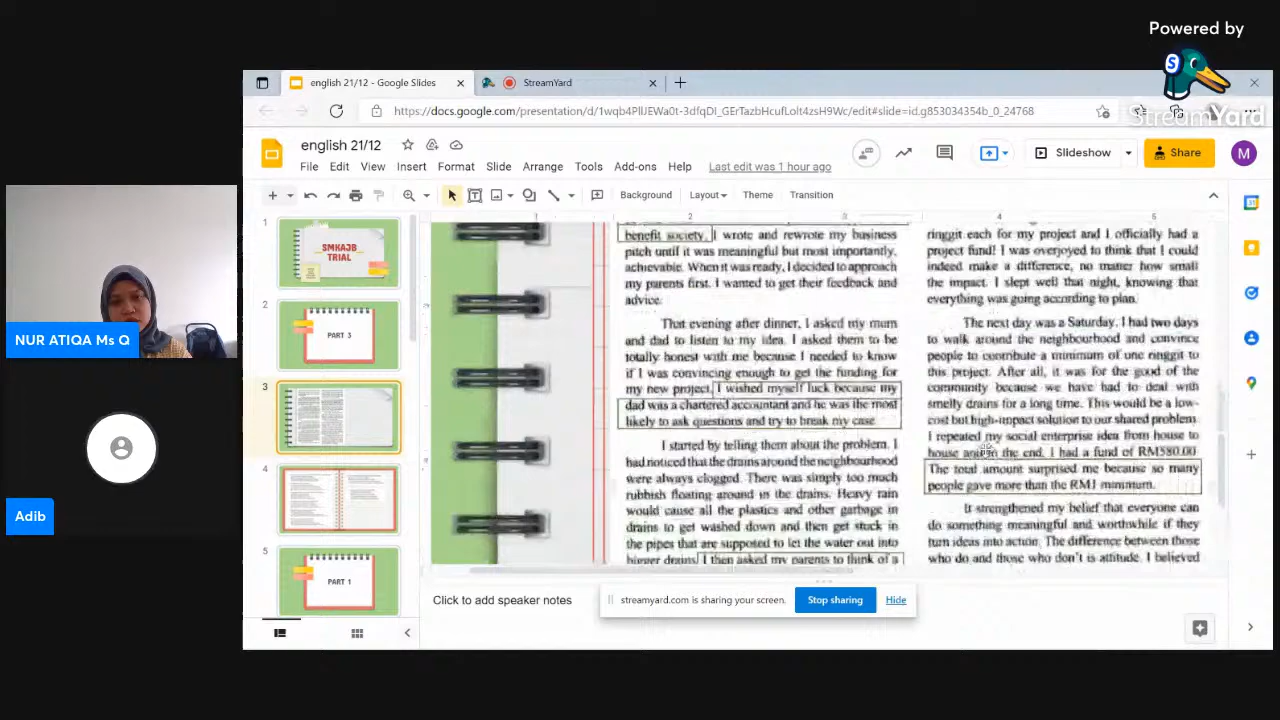 Powered by
StreamYard
english 21/12 - Google Slides
StreamYard
https://docs.google.com/presentation/d/1wqb4PlUEWa0t-3dfqDI_GErTazbHcufLolt4zsH9Wc/edit#slide=id.g8530304354b_0_24768
english 21/12
File Edit View Insert Format Slide Arrange Tools Add-ons Help Last edit was 1 hour ago
Slideshow
Share
M
Background Layout Theme Transition
1
SMKAJB
TRIAL
2
PART 3
3
4
5
PART 1
1 2 3 4 5
benefit society. I wrote and rewrote my business
pitch until it was meaningful but most importantly,
achievable. When it was ready, I decided to approach
my parents first. I wanted to get their feedback and
advice.
That evening after dinner, I asked my mum
and dad to listen to my idea. I asked them to be
totally honest with me because I needed to know
if I was convincing enough to get the funding for
my new project. I wished myself luck because my
dad was a chartered accountant and he was the most
likely to ask questions and try to break my case.
I started by telling them about the problem. I
had noticed that the drains around the neighbourhood
were always clogged. There was simply too much
rubbish floating around in the drains. Heavy rain
would cause all the plastics and other garbage in
drains to get washed down and then get stuck in
the pipes that are supposed to let the water out into
bigger drains. I then asked my parents to think of a
ringgit each for my project and I officially had a
project fund! I was overjoyed to think that I could
indeed make a difference, no matter how small
the impact. I slept well that night, knowing that
everything was going according to plan.
The next day was a Saturday. I had two days
to walk around the neighbourhood and convince
people to contribute a minimum of one ringgit to
this project. After all, it was for the good of the
community because we have had to deal with
smelly drains for a long time. This would be a low-
cost but high-impact solution to our shared problem.
I repeated my social enterprise idea from house to
house and in the end, I had a fund of RM580.00
The total amount surprised me because so many
people gave more than the RM1 minimum.
It strengthened my belief that everyone can
do something meaningful and worthwhile if they
turn ideas into action. The difference between those
who do and those who don't is attitude. I believed
Click to add speaker notes
streamyard.com is sharing your screen.
Stop sharing
Hide
NUR ATIQA Ms Q
Adib